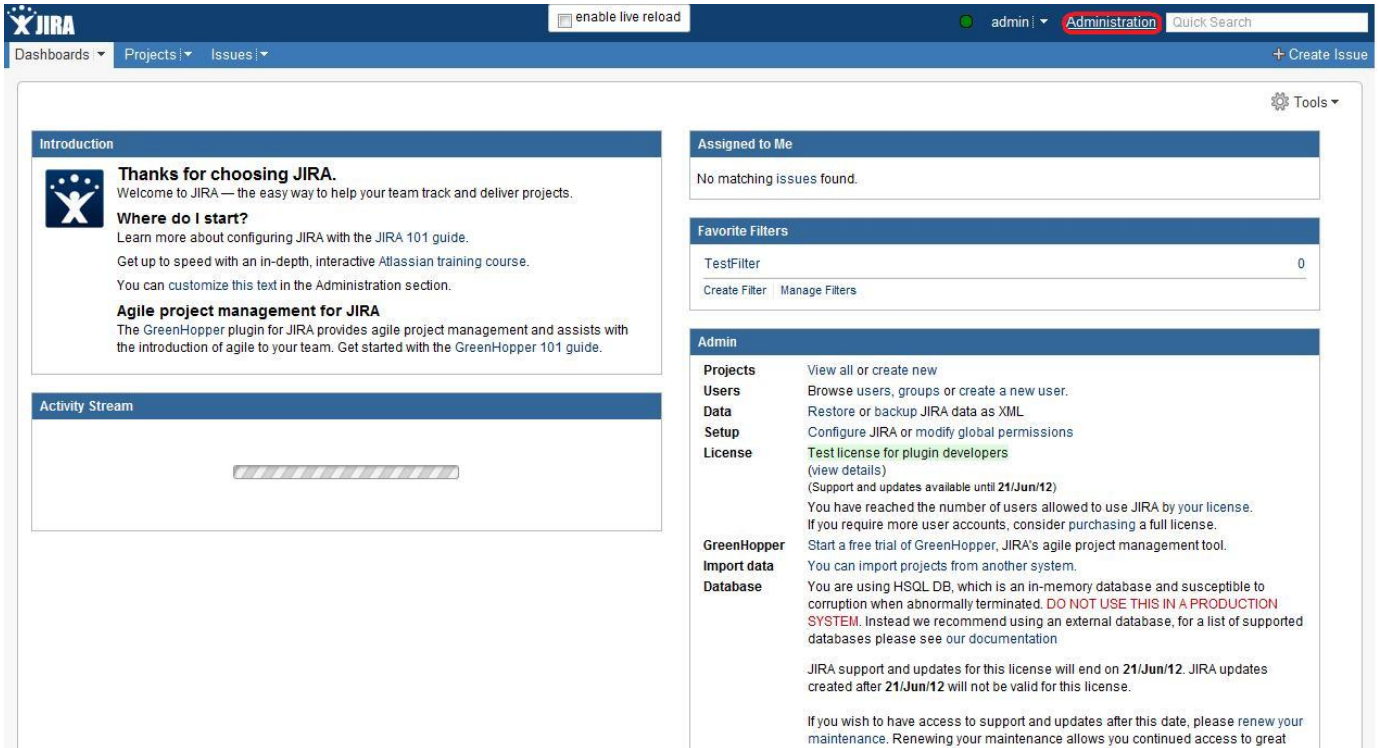 JIRA
enable live reload
admin
Administration
Quick Search
Dashboards
Projects
Issues
+ Create Issue
Tools
Introduction
Thanks for choosing JIRA.
Welcome to JIRA — the easy way to help your team track and deliver projects.
Where do I start?
Learn more about configuring JIRA with the JIRA 101 guide.
Get up to speed with an in-depth, interactive Atlassian training course.
You can customize this text in the Administration section.
Agile project management for JIRA
The GreenHopper plugin for JIRA provides agile project management and assists with
the introduction of agile to your team. Get started with the GreenHopper 101 guide.
Activity Stream
Assigned to Me
No matching issues found.
Favorite Filters
TestFilter 0
Create Filter Manage Filters
Admin
Projects View all or create new
Users Browse users, groups or create a new user.
Data Restore or backup JIRA data as XML
Setup Configure JIRA or modify global permissions
License Test license for plugin developers
(view details)
(Support and updates available until 21/Jun/12)
You have reached the number of users allowed to use JIRA by your license.
If you require more user accounts, consider purchasing a full license.
GreenHopper Start a free trial of GreenHopper, JIRA's agile project management tool.
Import data You can import projects from another system.
Database You are using HSQL DB, which is an in-memory database and susceptible to
corruption when abnormally terminated. DO NOT USE THIS IN A PRODUCTION
SYSTEM. Instead we recommend using an external database, for a list of supported
databases please see our documentation
JIRA support and updates for this license will end on 21/Jun/12. JIRA updates
created after 21/Jun/12 will not be valid for this license.
If you wish to have access to support and updates after this date, please renew your
maintenance. Renewing your maintenance allows you continued access to great